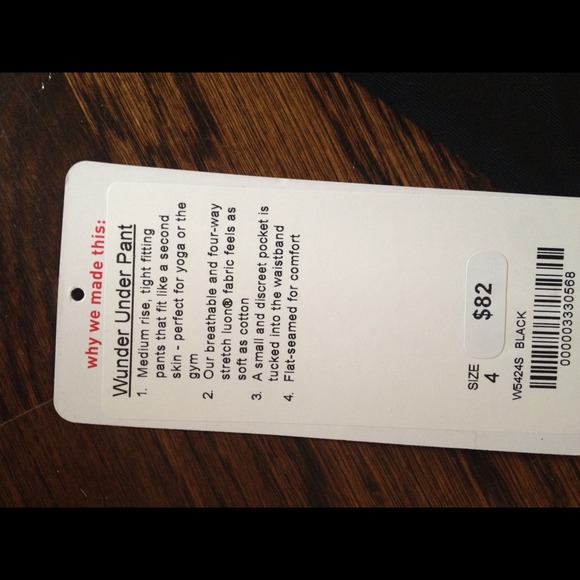 why we made this:
Wunder Under Pant
1. Medium rise, tight fitting
pants that fit like a second
skin - perfect for yoga or the
gym
2. Our breathable and four-way
stretch luon® fabric feels as
soft as cotton
3. A small and discreet pocket is
tucked into the waistband
4. Flat-seamed for comfort
$82
SIZE
4
W5424S BLACK
000003330568